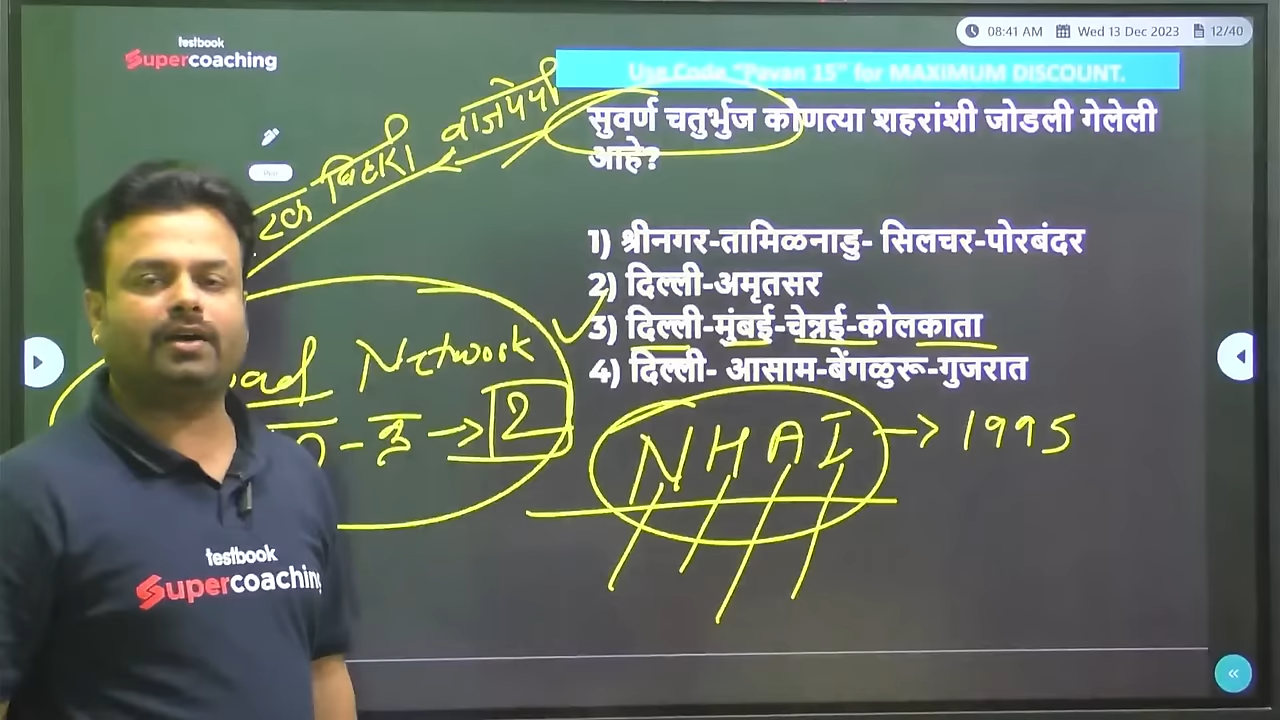 08:41 AM Wed 13 Dec 2023 12/40
testbook
Supercoaching
Use Code "Pavan 15" for MAXIMUM DISCOUNT.
सुवर्ण चतुर्भुज कोणत्या शहरांशी जोडली गेलेली
आहे?
वाजपेयी
1) श्रीनगर-तामिळनाडु- सिलचर-पोरबंदर
2) दिल्ली-अमृतसर
3) दिल्ली-मुंबई-चेन्नई-कोलकाता
4) दिल्ली- आसाम-बेंगळुरू-गुजरात
Network
→ 2
NHAI → 1995
testbook
Supercoaching